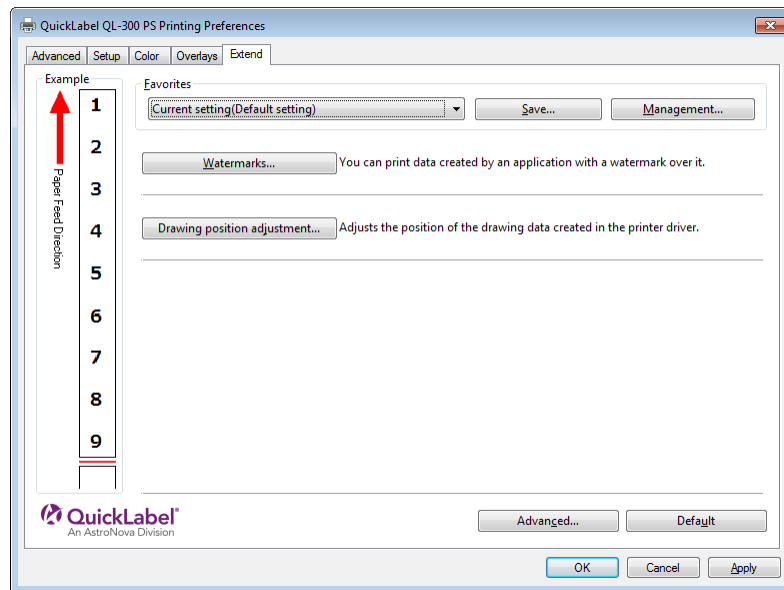 QuickLabel QL-300 PS Printing Preferences
Advanced Setup Color Overlays Extend
Example
Paper Feed Direction
1
2
3
4
5
6
7
8
9
Favorites
Current setting(Default setting) Save... Management...
Watermarks... You can print data created by an application with a watermark over it.
Drawing position adjustment... Adjusts the position of the drawing data created in the printer driver.
QuickLabel®
An AstroNova Division
Advanced... Default
OK Cancel Apply